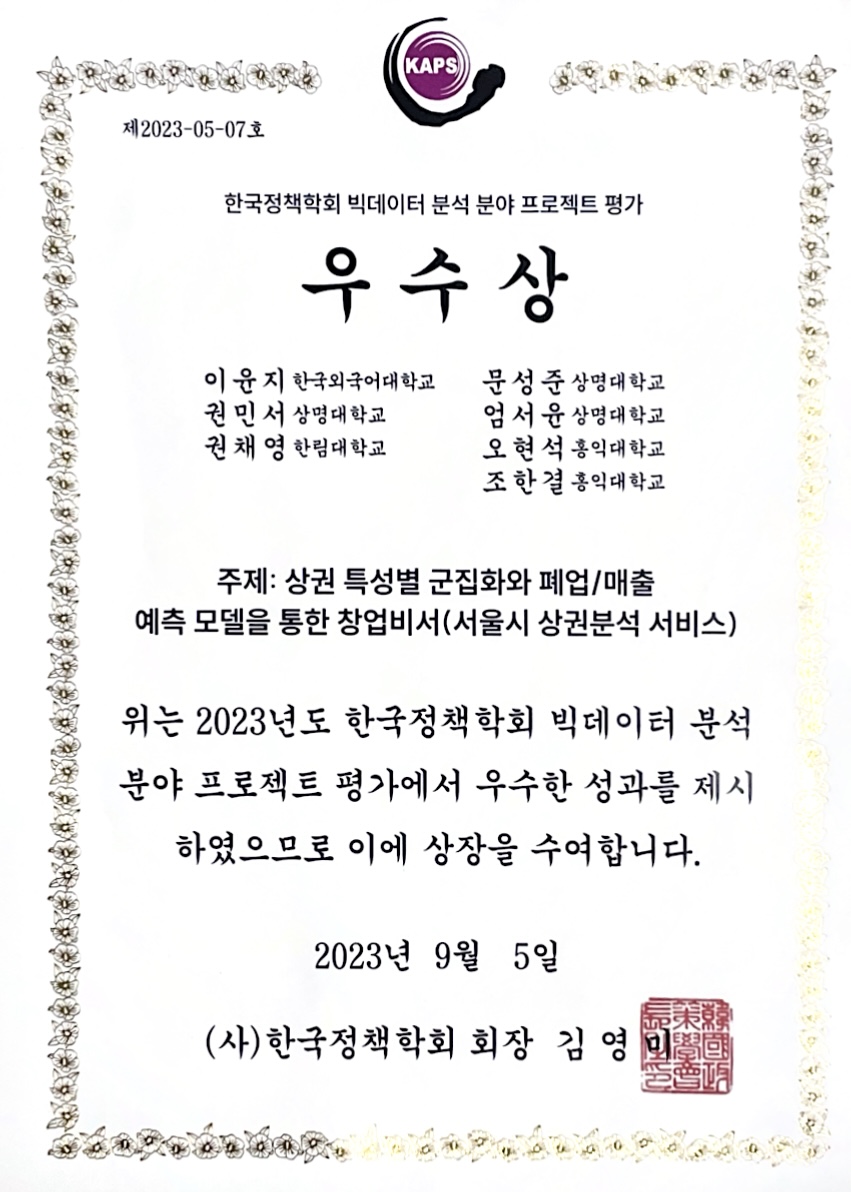 KAPS
제2023-05-07호
한국정책학회 빅데이터 분석 분야 프로젝트 평가
우 수 상
이 윤 지 한국외국어대학교
권 민 서 상명대학교
권 채 영 한림대학교
문 성 준 상명대학교
엄 서 윤 상명대학교
오 현 석 홍익대학교
조 한 결 홍익대학교
주제: 상권 특성별 군집화와 폐업/매출
예측 모델을 통한 창업비서(서울시 상권분석 서비스)
위는 2023년도 한국정책학회 빅데이터 분석
분야 프로젝트 평가에서 우수한 성과를 제시
하였으므로 이에 상장을 수여합니다.
2023년 9월 5일
(사)한국정책학회 회장 김 영 미
韓國政
策學會